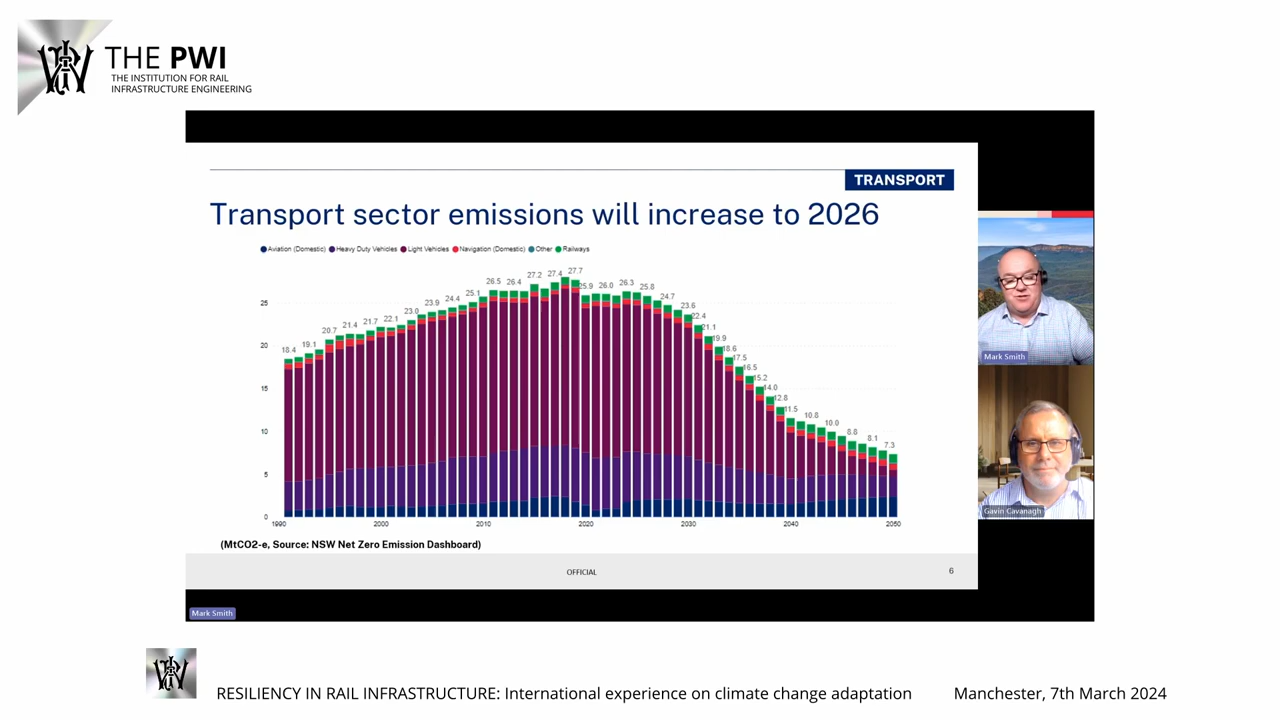 THE PWI
THE INSTITUTION FOR RAIL
INFRASTRUCTURE ENGINEERING
TRANSPORT
Transport sector emissions will increase to 2026
Aviation (Domestic) Heavy Duty Vehicles Light Vehicles Navigation (Domestic) Other Railways
18.4 19.1 20.7 21.4 21.7 22.1 23.0 23.9 24.4 25.1 26.5 26.4 27.2 27.4 27.7 25.9 26.0 26.3 25.8 24.7 23.6 22.4 21.1 19.9 18.6 17.5 16.5 15.2 14.0 12.8 11.5 10.8 10.0 8.8 8.1 7.3
25
20
15
10
5
0
1990 2000 2010 2020 2030 2040 2050
(MtCO2-e, Source: NSW Net Zero Emission Dashboard)
OFFICIAL
6
Mark Smith
Gavin Cavanagh
Mark Smith
RESILIENCY IN RAIL INFRASTRUCTURE: International experience on climate change adaptation Manchester, 7th March 2024